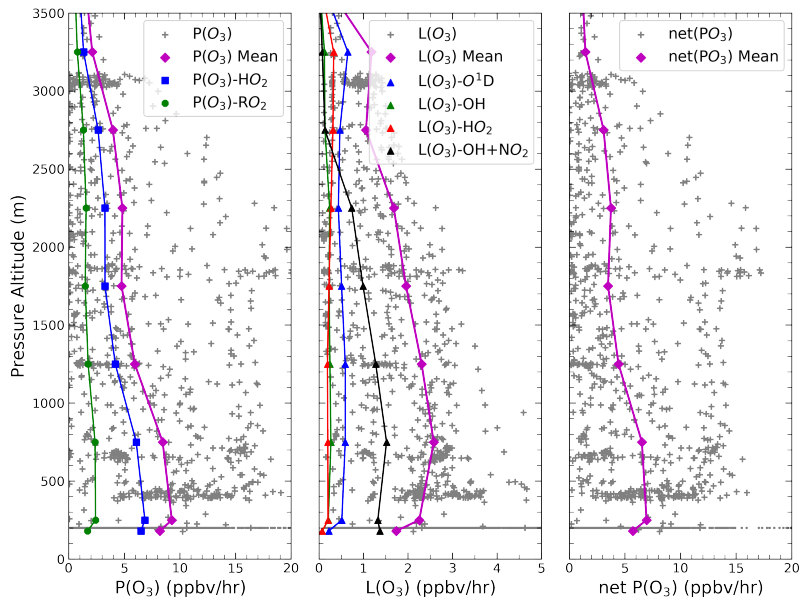 3500
3000
2500
2000
1500
1000
500
0
Pressure Altitude (m)
P(O₃)
P(O₃) Mean
P(O₃)-HO₂
P(O₃)-RO₂
0 5 10 15 20
P(O₃) (ppbv/hr)
L(O₃)
L(O₃) Mean
L(O₃)-O¹D
L(O₃)-OH
L(O₃)-HO₂
L(O₃)-OH+NO₂
0 1 2 3 4 5
L(O₃) (ppbv/hr)
net(PO₃)
net(PO₃) Mean
0 5 10 15 20
net P(O₃) (ppbv/hr)